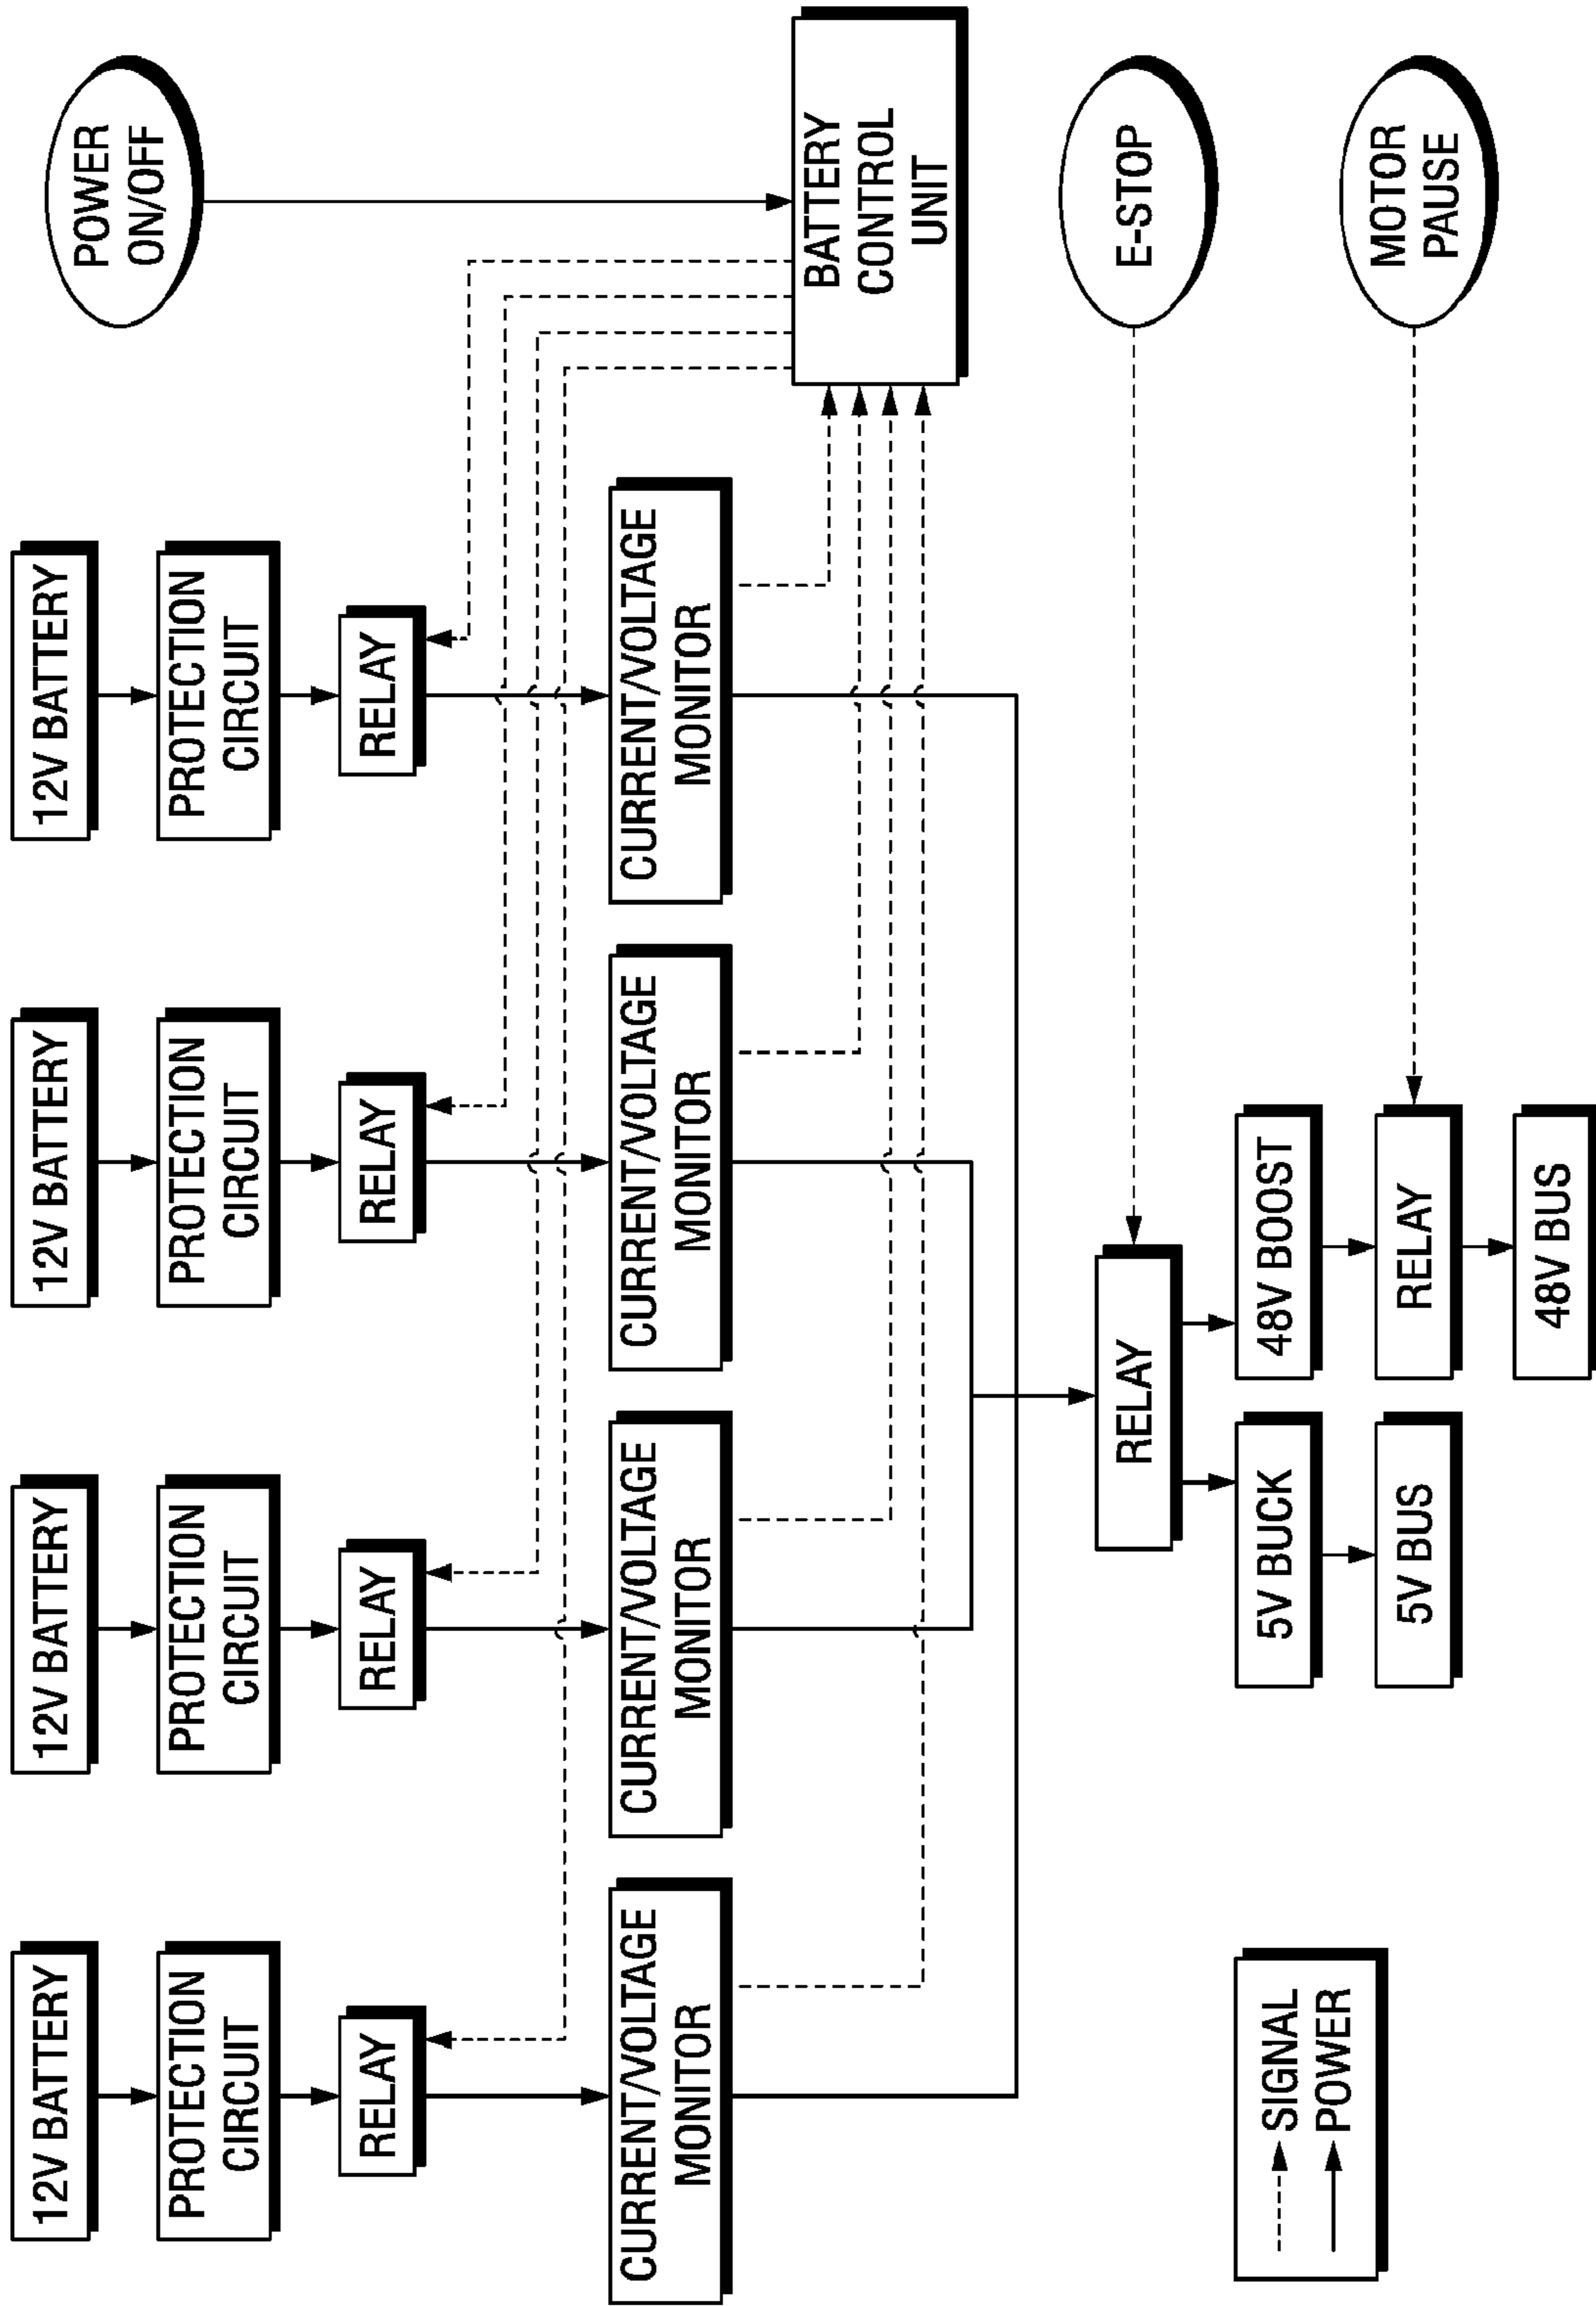 12V BATTERY
12V BATTERY
12V BATTERY
12V BATTERY
POWER
ON/OFF
PROTECTION
CIRCUIT
PROTECTION
CIRCUIT
PROTECTION
CIRCUIT
PROTECTION
CIRCUIT
RELAY
RELAY
RELAY
RELAY
CURRENT/VOLTAGE
MONITOR
CURRENT/VOLTAGE
MONITOR
CURRENT/VOLTAGE
MONITOR
CURRENT/VOLTAGE
MONITOR
BATTERY
CONTROL
UNIT
RELAY
E-STOP
SIGNAL
POWER
5V BUCK
48V BOOST
5V BUS
RELAY
MOTOR
PAUSE
48V BUS